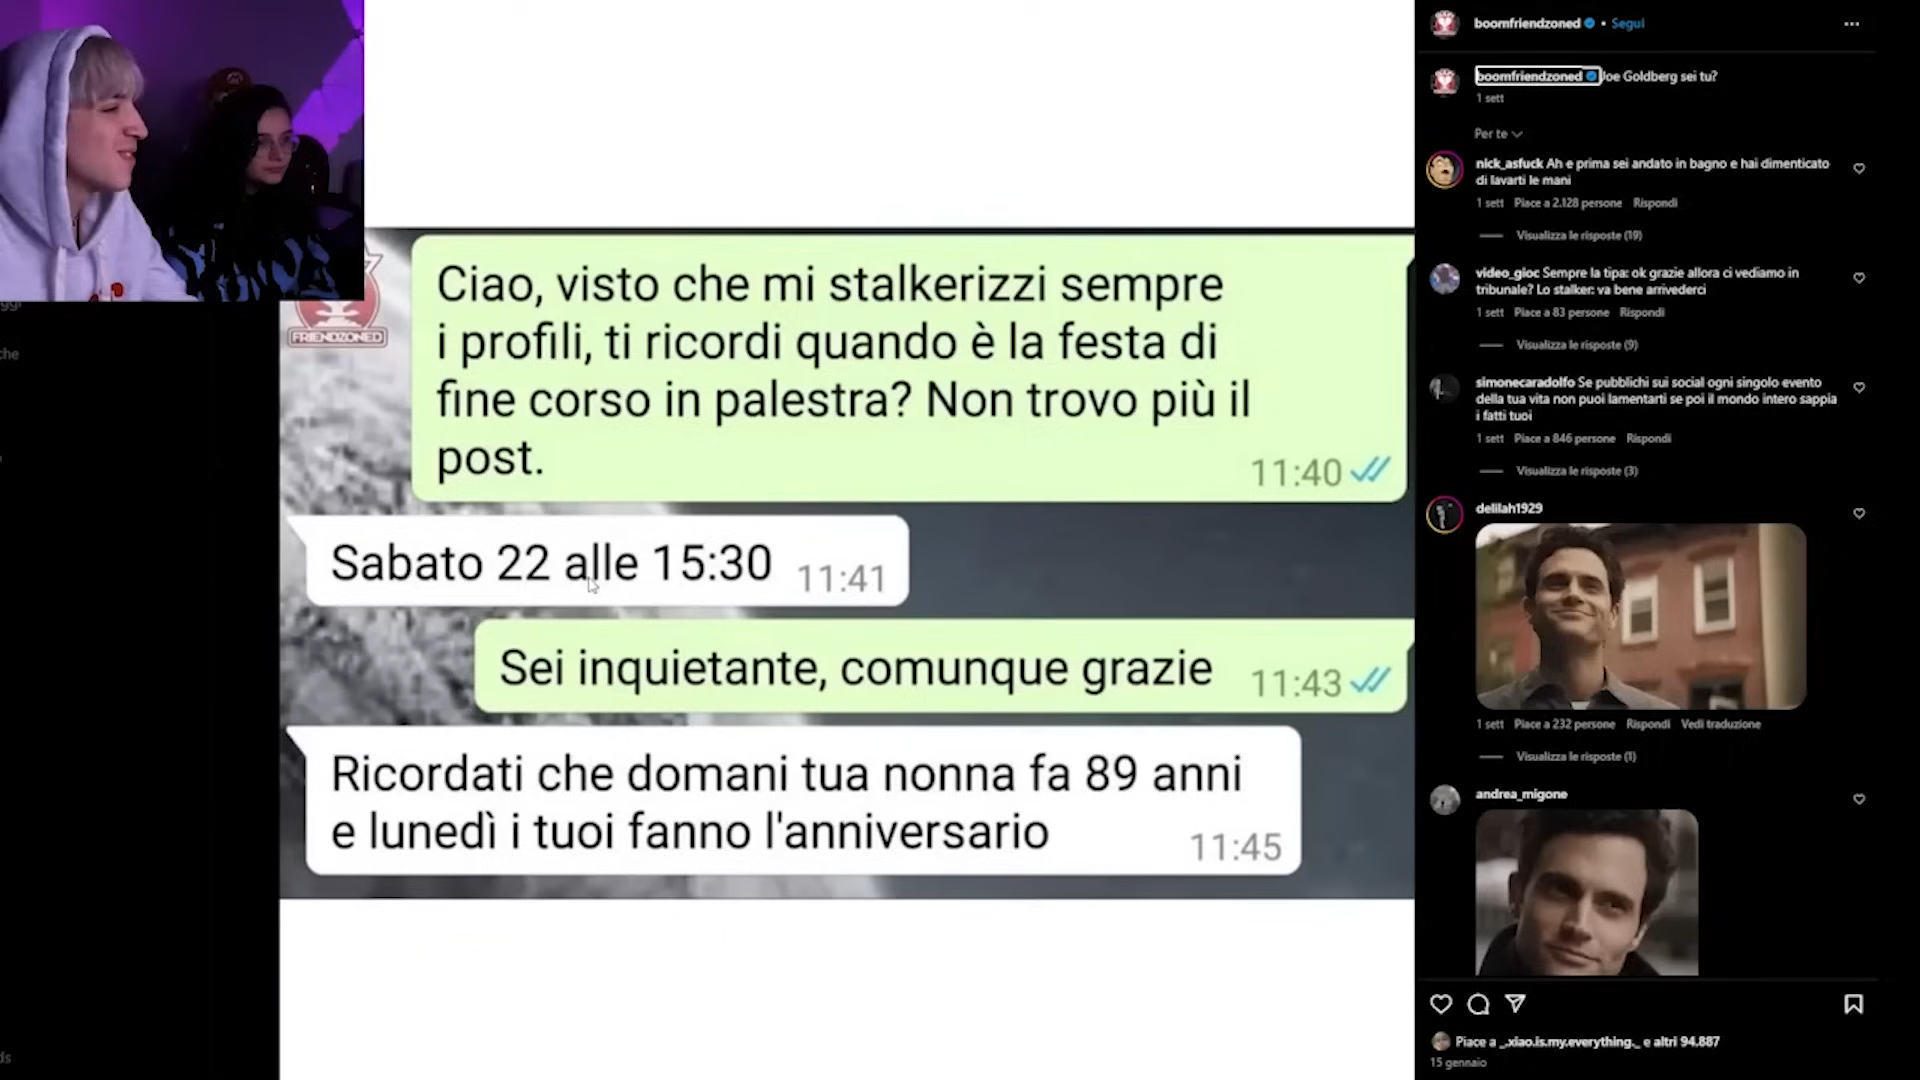 FRIENDZONED
Ciao, visto che mi stalkerizzi sempre
i profili, ti ricordi quando è la festa di
fine corso in palestra? Non trovo più il
post.
11:40
Sabato 22 alle 15:30
11:41
Sei inquietante, comunque grazie
11:43
Ricordati che domani tua nonna fa 89 anni
e lunedì i tuoi fanno l'anniversario
11:45
che
ds
boomfriendzoned • Segui
boomfriendzoned Joe Goldberg sei tu?
1 sett
Per te
nick_asfuck Ah e prima sei andato in bagno e hai dimenticato
di lavarti le mani
1 sett Piace a 2.128 persone Rispondi
Visualizza le risposte (19)
video_gioc Sempre la tipa: ok grazie allora ci vediamo in
tribunale? Lo stalker: va bene arrivederci
1 sett Piace a 83 persone Rispondi
Visualizza le risposte (9)
simonecaradolfo Se pubblichi sui social ogni singolo evento
della tua vita non puoi lamentarti se poi il mondo intero sappia
i fatti tuoi
1 sett Piace a 846 persone Rispondi
Visualizza le risposte (3)
delilah1929
1 sett Piace a 232 persone Rispondi Vedi traduzione
Visualizza le risposte (1)
andrea_migone
Piace a _.xiao.is.my.everything._ e altri 94.887
15 gennaio